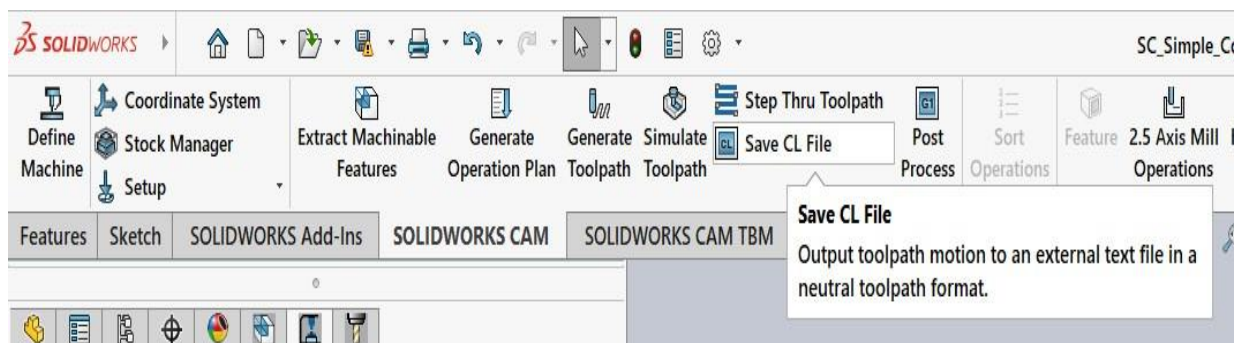 SOLIDWORKS
SC_Simple_Co
Define
Machine
Coordinate System
Stock Manager
Setup
Extract Machinable
Features
Generate
Operation Plan
Generate
Toolpath
Simulate
Toolpath
Step Thru Toolpath
CL
Save CL File
G1
Post
Process
Sort
Operations
Feature
2.5 Axis Mill
Operations
Save CL File
Output toolpath motion to an external text file in a
neutral toolpath format.
Features
Sketch
SOLIDWORKS Add-Ins
SOLIDWORKS CAM
SOLIDWORKS CAM TBM